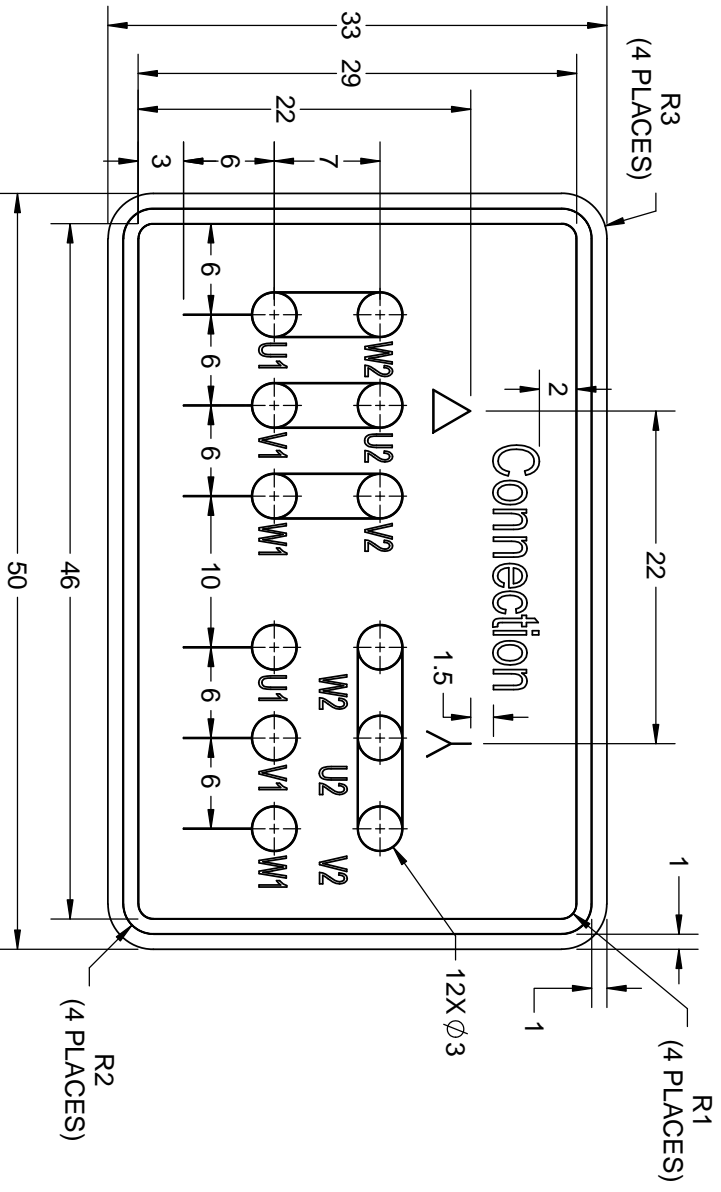 R3
(4 PLACES)
33
29
22
3
6
7
6
6
6
10
6
6
46
50
22
2
1.5
Connection
W2
U2
V2
U1
V1
W1
W2
U2
V2
U1
V1
W1
12X Ø3
1
1
R1
(4 PLACES)
R2
(4 PLACES)